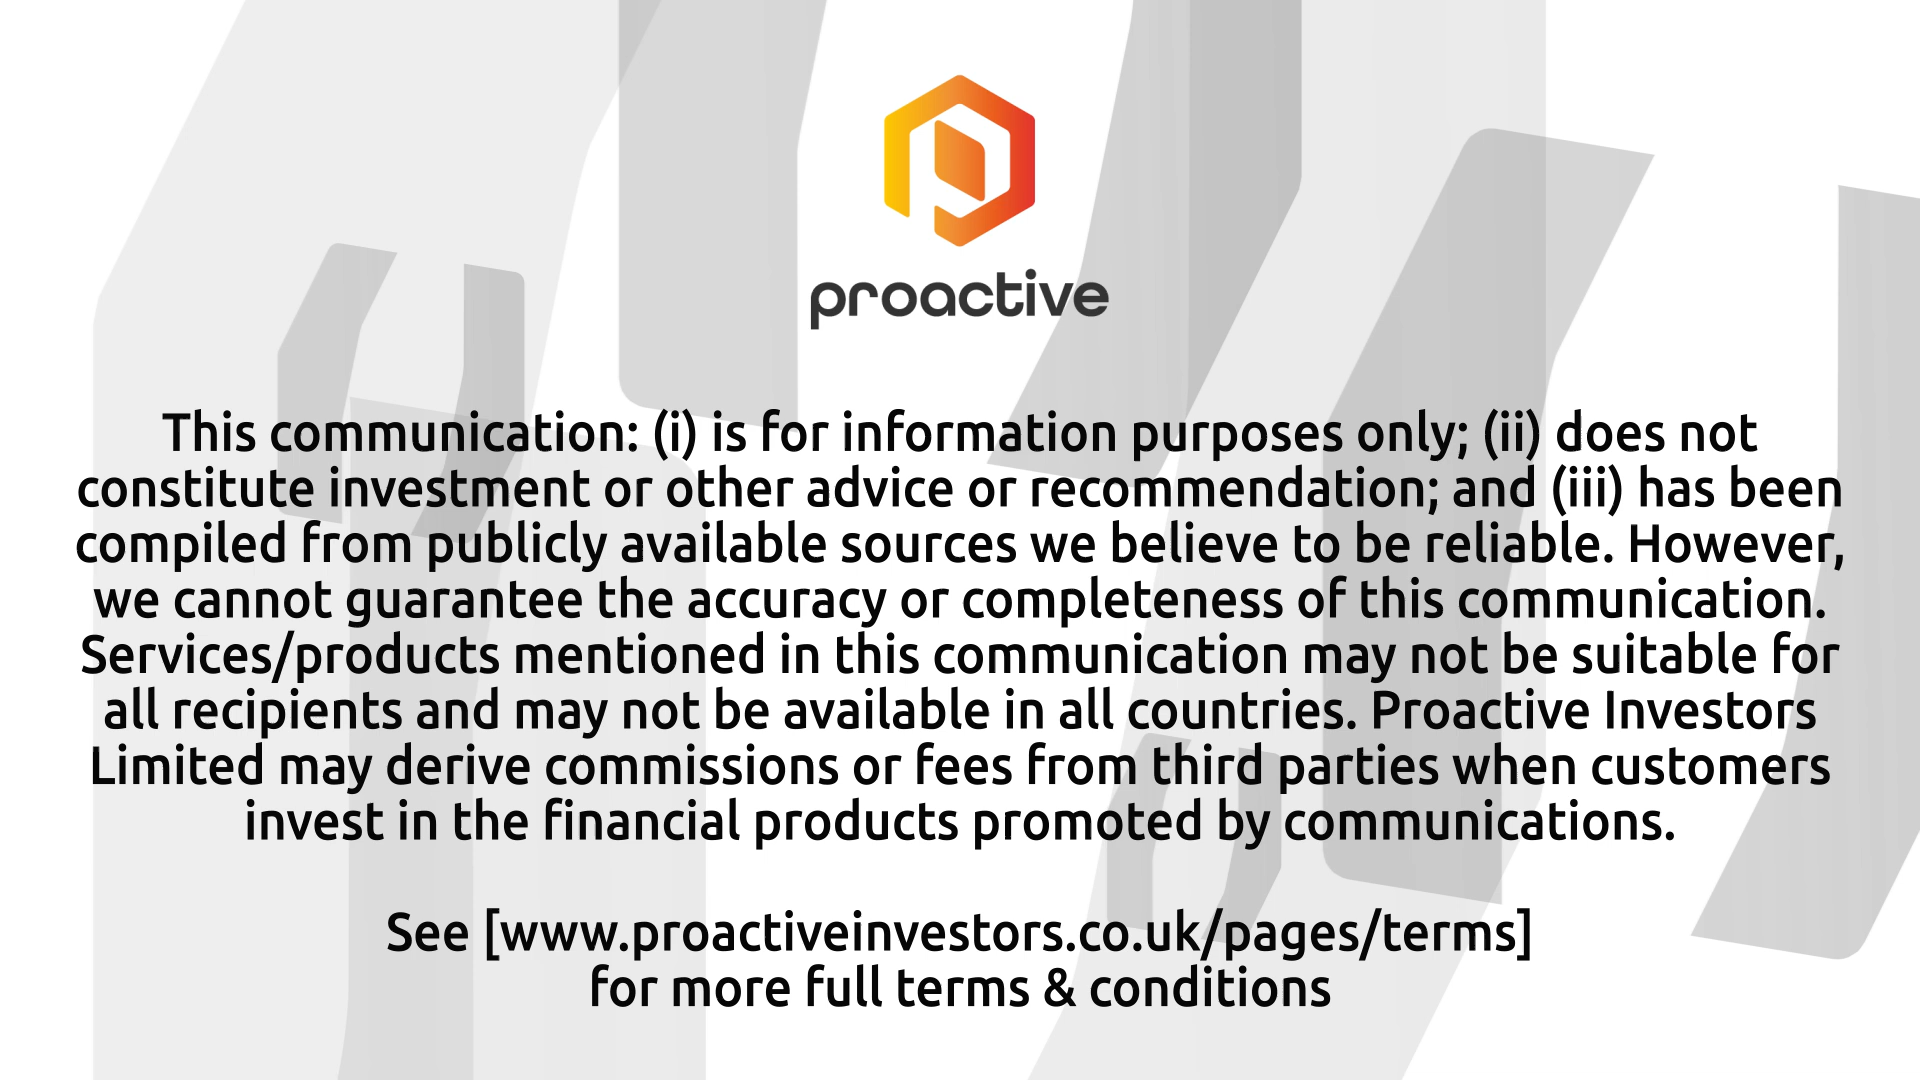 proactive
This communication: (i) is for information purposes only; (ii) does not
constitute investment or other advice or recommendation; and (iii) has been
compiled from publicly available sources we believe to be reliable. However,
we cannot guarantee the accuracy or completeness of this communication.
Services/products mentioned in this communication may not be suitable for
all recipients and may not be available in all countries. Proactive Investors
Limited may derive commissions or fees from third parties when customers
invest in the financial products promoted by communications.
See [www.proactiveinvestors.co.uk/pages/terms]
for more full terms & conditions